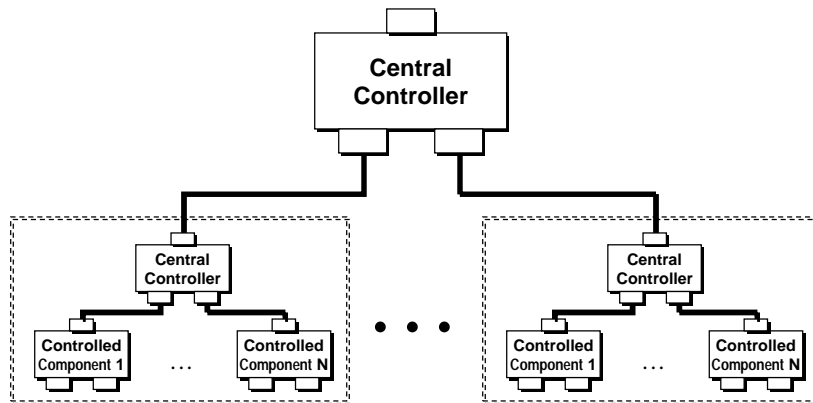 Central
Controller
Central
Controller
Central
Controller
Controlled
Component 1
...
Controlled
Component N
• • •
Controlled
Component 1
...
Controlled
Component N